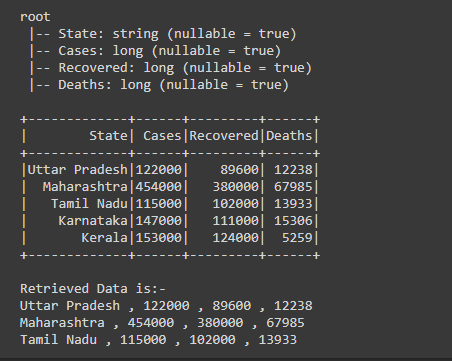 root
 |-- State: string (nullable = true)
 |-- Cases: long (nullable = true)
 |-- Recovered: long (nullable = true)
 |-- Deaths: long (nullable = true)
+-------------+------+---------+------+
|        State| Cases|Recovered|Deaths|
+-------------+------+---------+------+
|Uttar Pradesh|122000|    89600| 12238|
|  Maharashtra|454000|   380000| 67985|
|   Tamil Nadu|115000|   102000| 13933|
|    Karnataka|147000|   111000| 15306|
|       Kerala|153000|   124000|  5259|
+-------------+------+---------+------+
Retrieved Data is:-
Uttar Pradesh , 122000 , 89600 , 12238
Maharashtra , 454000 , 380000 , 67985
Tamil Nadu , 115000 , 102000 , 13933